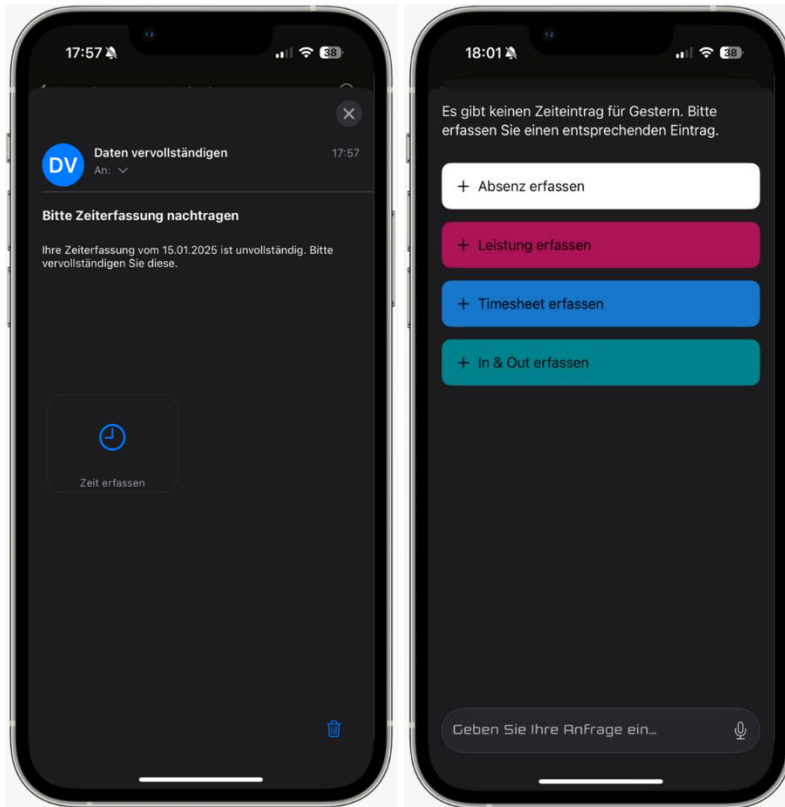 17:57
38
DV
Daten vervollständigen
17:57
An:
Bitte Zeiterfassung nachtragen
Ihre Zeiterfassung vom 15.01.2025 ist unvollständig. Bitte
vervollständigen Sie diese.
Zeit erfassen
18:01
38
Es gibt keinen Zeiteintrag für Gestern. Bitte
erfassen Sie einen entsprechenden Eintrag.
+ Absenz erfassen
+ Leistung erfassen
+ Timesheet erfassen
+ In & Out erfassen
Geben Sie Ihre Anfrage ein...